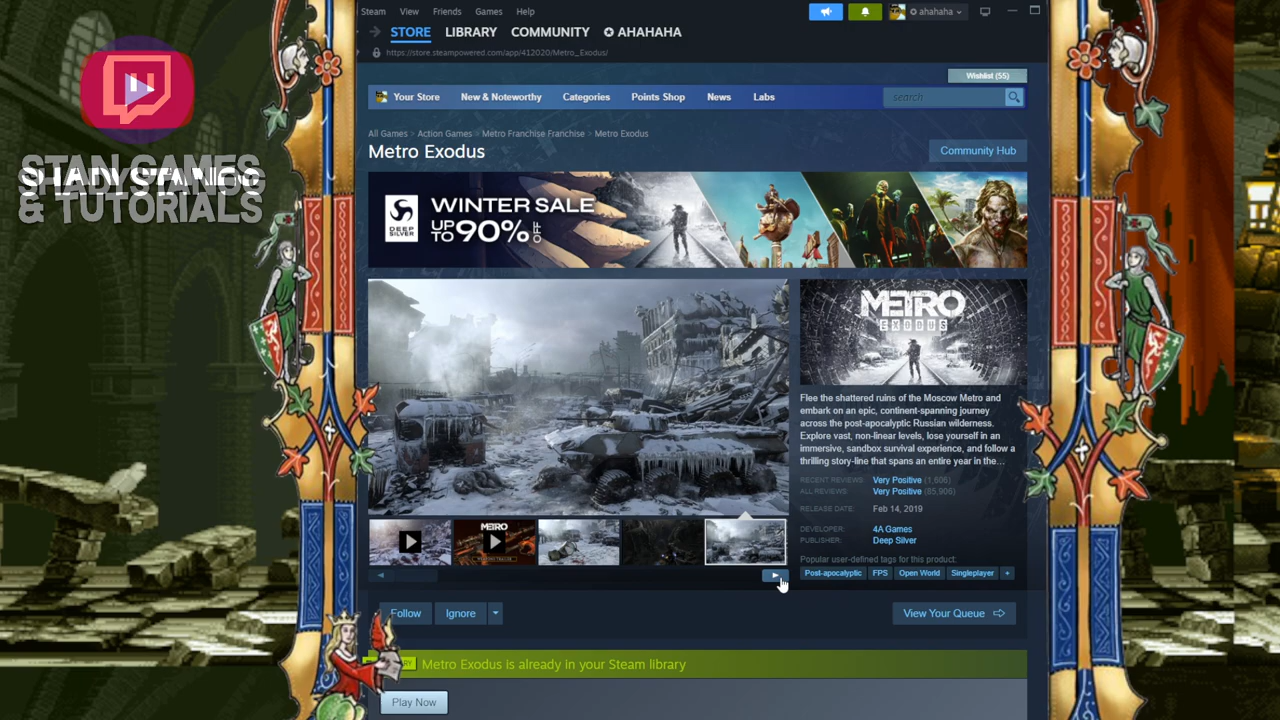 Steam View Friends Games Help
ahahaha
STORE LIBRARY COMMUNITY AHAHAHA
https://store.steampowered.com/app/412020/Metro_Exodus/
Wishlist (55)
Your Store New & Noteworthy Categories Points Shop News Labs
search
All Games > Action Games > Metro Franchise Franchise > Metro Exodus
Metro Exodus
Community Hub
DEEP SILVER
WINTER SALE
UP TO 90% OFF
METRO
EXODUS
Flee the shattered ruins of the Moscow Metro and
embark on an epic, continent-spanning journey
across the post-apocalyptic Russian wilderness.
Explore vast, non-linear levels, lose yourself in an
immersive, sandbox survival experience, and follow a
thrilling story-line that spans an entire year in the...
RECENT REVIEWS: Very Positive (1,606)
ALL REVIEWS: Very Positive (85,906)
RELEASE DATE: Feb 14, 2019
DEVELOPER: 4A Games
PUBLISHER: Deep Silver
Popular user-defined tags for this product:
Post-apocalyptic FPS Open World Singleplayer +
METRO
Follow Ignore
View Your Queue
Metro Exodus is already in your Steam library
Play Now
STAN GAMES
& TUTORIALS